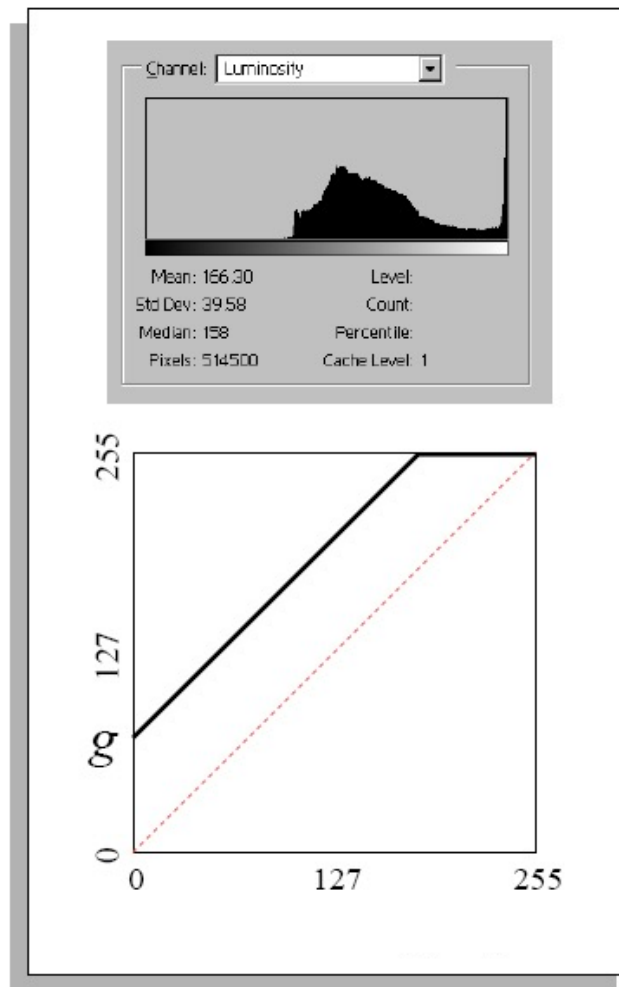 Channel: Luminosity
Mean: 166.30
Level:
Std Dev: 39.58
Count:
Median: 158
Percentile:
Pixels: 514500
Cache Level: 1
255
127
g
0
0 127 255